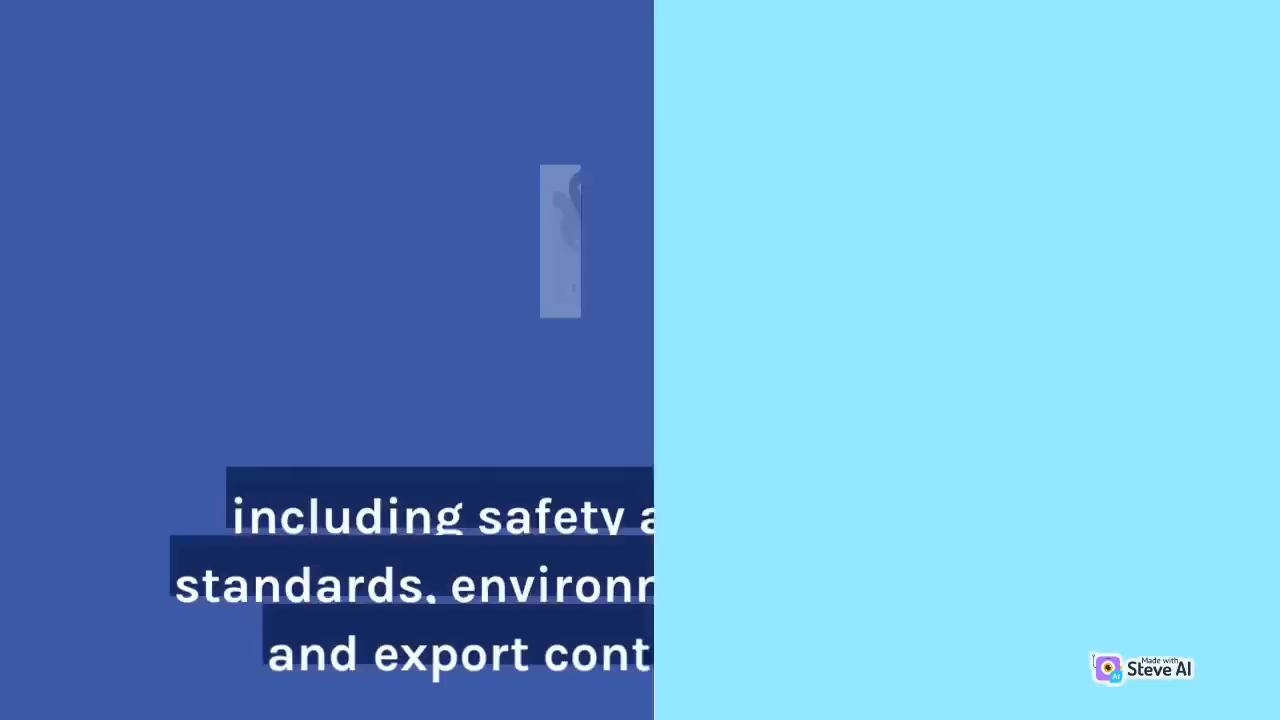 including safety a
standards, environ
and export cont
Made with
Steve AI